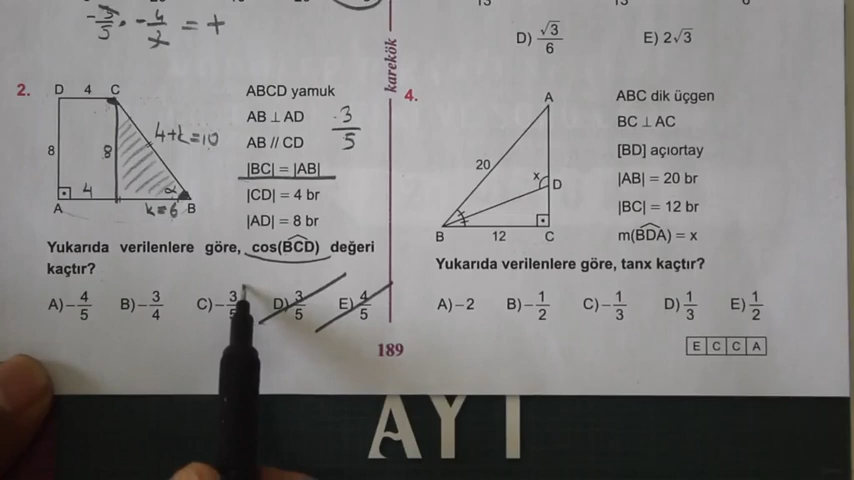 -4/5 · -4/x = +
2.
D 4 C
8
8
4+k=10
4
α
A k=6 B
ABCD yamuk
AB ⊥ AD
AB // CD
|BC| = |AB|
|CD| = 4 br
|AD| = 8 br
3/5
Yukarıda verilenlere göre, cos(BCD) değeri
kaçtır?
A) -4/5 B) -3/4 C) -3/5 D) 3/5 E) 4/5
karekök
189
D) √3/6 E) 2√3
4.
A
20
x
D
B 12 C
ABC dik üçgen
BC ⊥ AC
[BD] açıortay
|AB| = 20 br
|BC| = 12 br
m(BDA) = x
Yukarıda verilenlere göre, tanx kaçtır?
A) -2 B) -1/2 C) -1/3 D) 1/3 E) 1/2
E C C A
AYT